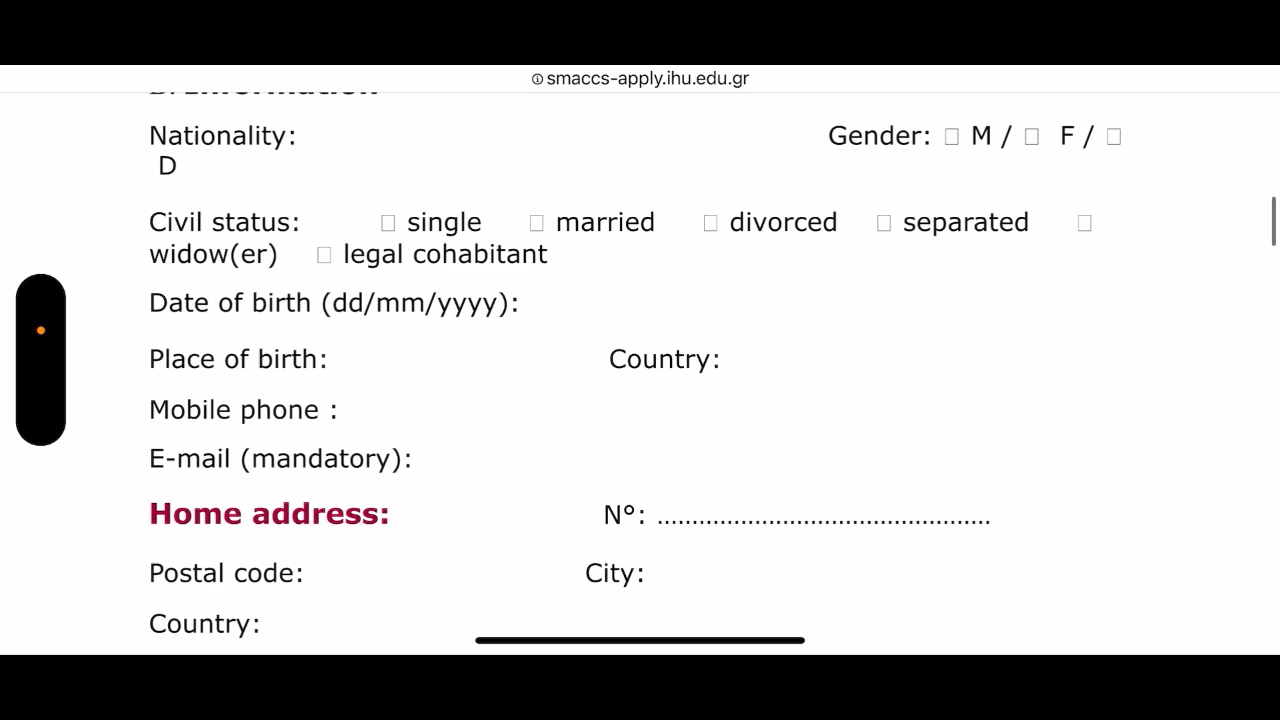 smaccs-apply.ihu.edu.gr
Nationality: Gender: □ M / □ F / □
D
Civil status: □ single □ married □ divorced □ separated □
widow(er) □ legal cohabitant
Date of birth (dd/mm/yyyy):
Place of birth: Country:
Mobile phone :
E-mail (mandatory):
Home address: N°: ................................................
Postal code: City:
Country: